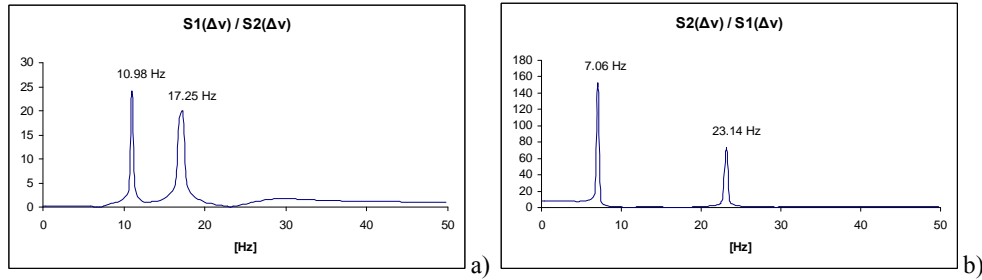 S1(Δv) / S2(Δv)
30
25
20
15
10
5
0
10.98 Hz
17.25 Hz
0 10 20 30 40 50
[Hz]
a)
S2(Δv) / S1(Δv)
180
160
140
120
100
80
60
40
20
0
7.06 Hz
23.14 Hz
0 10 20 30 40 50
[Hz]
b)